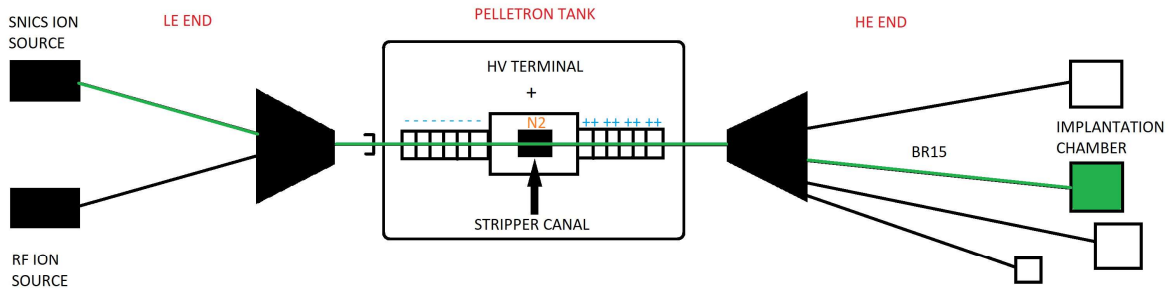 SNICS ION
SOURCE
LE END
PELLETRON TANK
HE END
HV TERMINAL
+
- - - - - - - - - -
N2
++ ++ ++ ++
IMPLANTATION
CHAMBER
BR15
STRIPPER CANAL
RF ION
SOURCE